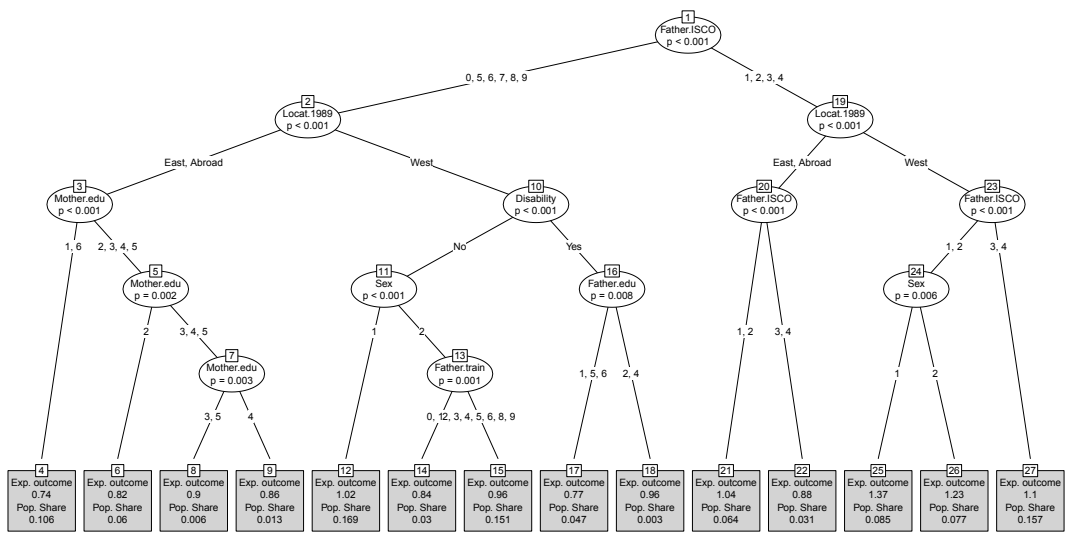 1
Father.ISCO
p < 0.001
0, 5, 6, 7, 8, 9
1, 2, 3, 4
2
Locat.1989
p < 0.001
19
Locat.1989
p < 0.001
East, Abroad
West
East, Abroad
West
3
Mother.edu
p < 0.001
10
Disability
p < 0.001
20
Father.ISCO
p < 0.001
23
Father.ISCO
p < 0.001
1, 6
2, 3, 4, 5
No
Yes
1, 2
3, 4
5
Mother.edu
p = 0.002
11
Sex
p < 0.001
16
Father.edu
p = 0.008
24
Sex
p = 0.006
2
3, 4, 5
1
2
1, 2
3, 4
7
Mother.edu
p = 0.003
13
Father.train
p = 0.001
1, 5, 6
2, 4
1
2
3, 5
4
0, 1
2, 3, 4, 5, 6, 8, 9
4
Exp. outcome
0.74
Pop. Share
0.106
6
Exp. outcome
0.82
Pop. Share
0.06
8
Exp. outcome
0.9
Pop. Share
0.006
9
Exp. outcome
0.86
Pop. Share
0.013
12
Exp. outcome
1.02
Pop. Share
0.169
14
Exp. outcome
0.84
Pop. Share
0.03
15
Exp. outcome
0.96
Pop. Share
0.151
17
Exp. outcome
0.77
Pop. Share
0.047
18
Exp. outcome
0.96
Pop. Share
0.003
21
Exp. outcome
1.04
Pop. Share
0.064
22
Exp. outcome
0.88
Pop. Share
0.031
25
Exp. outcome
1.37
Pop. Share
0.085
26
Exp. outcome
1.23
Pop. Share
0.077
27
Exp. outcome
1.1
Pop. Share
0.157